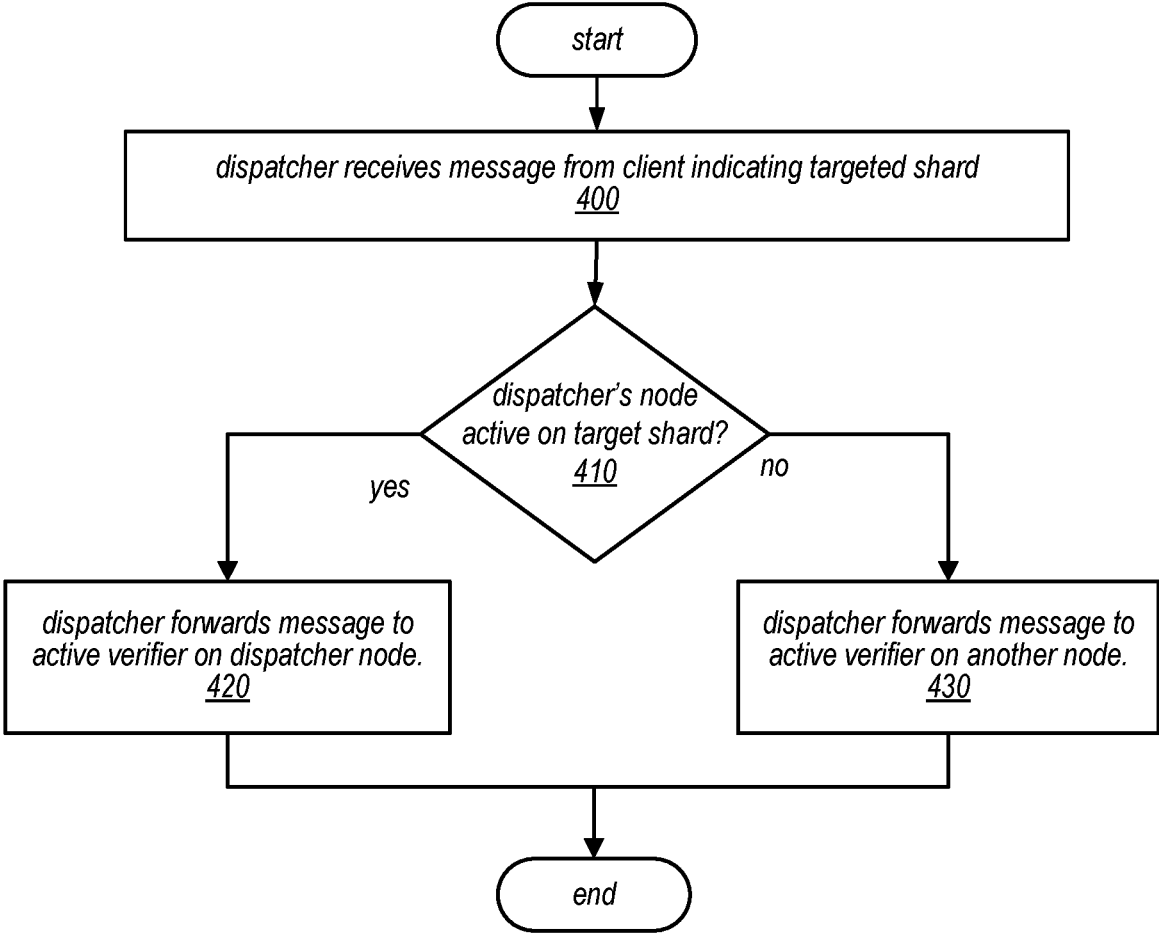 start
dispatcher receives message from client indicating targeted shard
400
dispatcher’s node
active on target shard?
410
yes
no
dispatcher forwards message to
active verifier on dispatcher node.
420
dispatcher forwards message to
active verifier on another node.
430
end